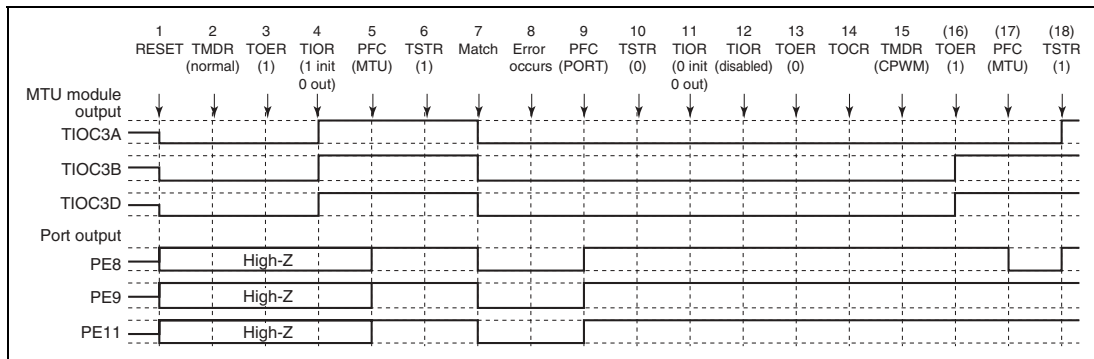 1 2 3 4 5 6 7 8 9 10 11 12 13 14 15 (16) (17) (18)
RESET TMDR TOER TIOR PFC TSTR Match Error PFC TSTR TIOR TIOR TOER TOCR TMDR TOER PFC TSTR
(normal) (1) (1 init (MTU) (1) occurs (PORT) (0) (0 init (disabled) (0) (CPWM) (1) (MTU) (1)
0 out) 0 out)
MTU module
output
TIOC3A
TIOC3B
TIOC3D
Port output
PE8 High-Z
PE9 High-Z
PE11 High-Z